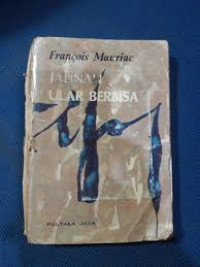 François Mauriac
JALINAN
ULAR BERBISA
PUSTAKA JAYA